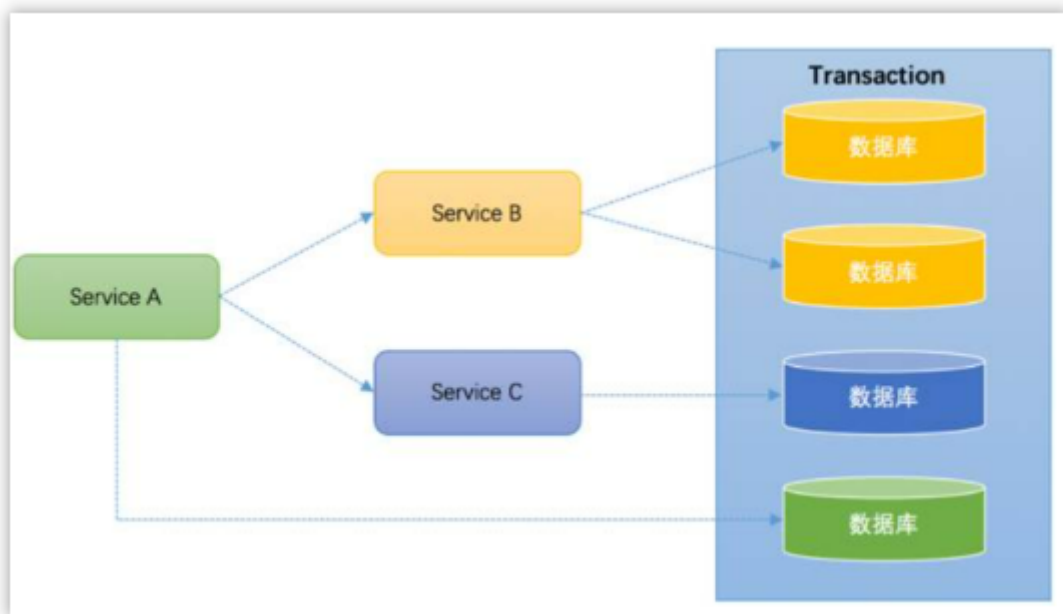 Transaction
数据库
Service B
数据库
Service A
Service C
数据库
数据库